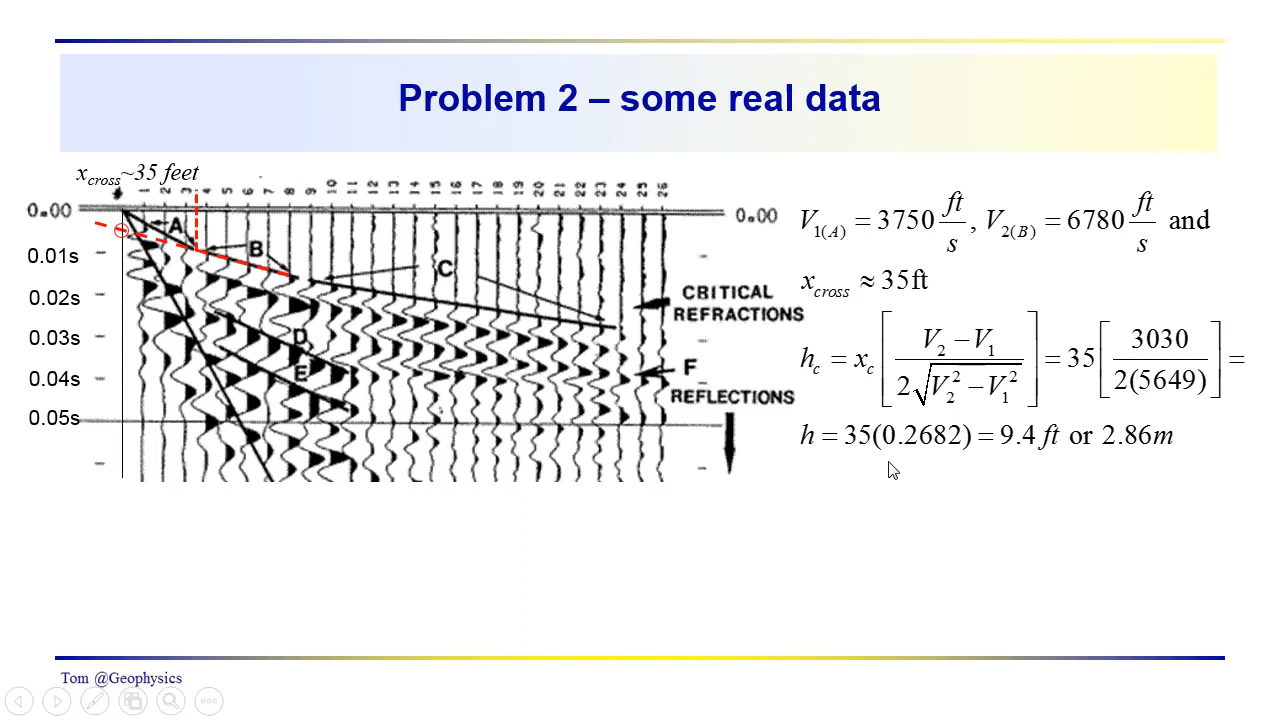 Problem 2 – some real data
x_cross~35 feet
1 2 3 4 5 6 7 8 9 10 11 12 13 14 15 16 17 18 19 20 21 22 23 24 25 26
0.00
0.00
A
B
C
0.01s
0.02s
CRITICAL
REFRACTIONS
0.03s
D
E
F
0.04s
REFLECTIONS
0.05s
V_1(A) = 3750 ft/s, V_2(B) = 6780 ft/s and
x_cross ≈ 35ft
h_c = x_c [ (V_2 − V_1) / (2√(V_2^2 − V_1^2)) ] = 35 [ 3030 / 2(5649) ] =
h = 35(0.2682) = 9.4 ft or 2.86m
Tom @Geophysics